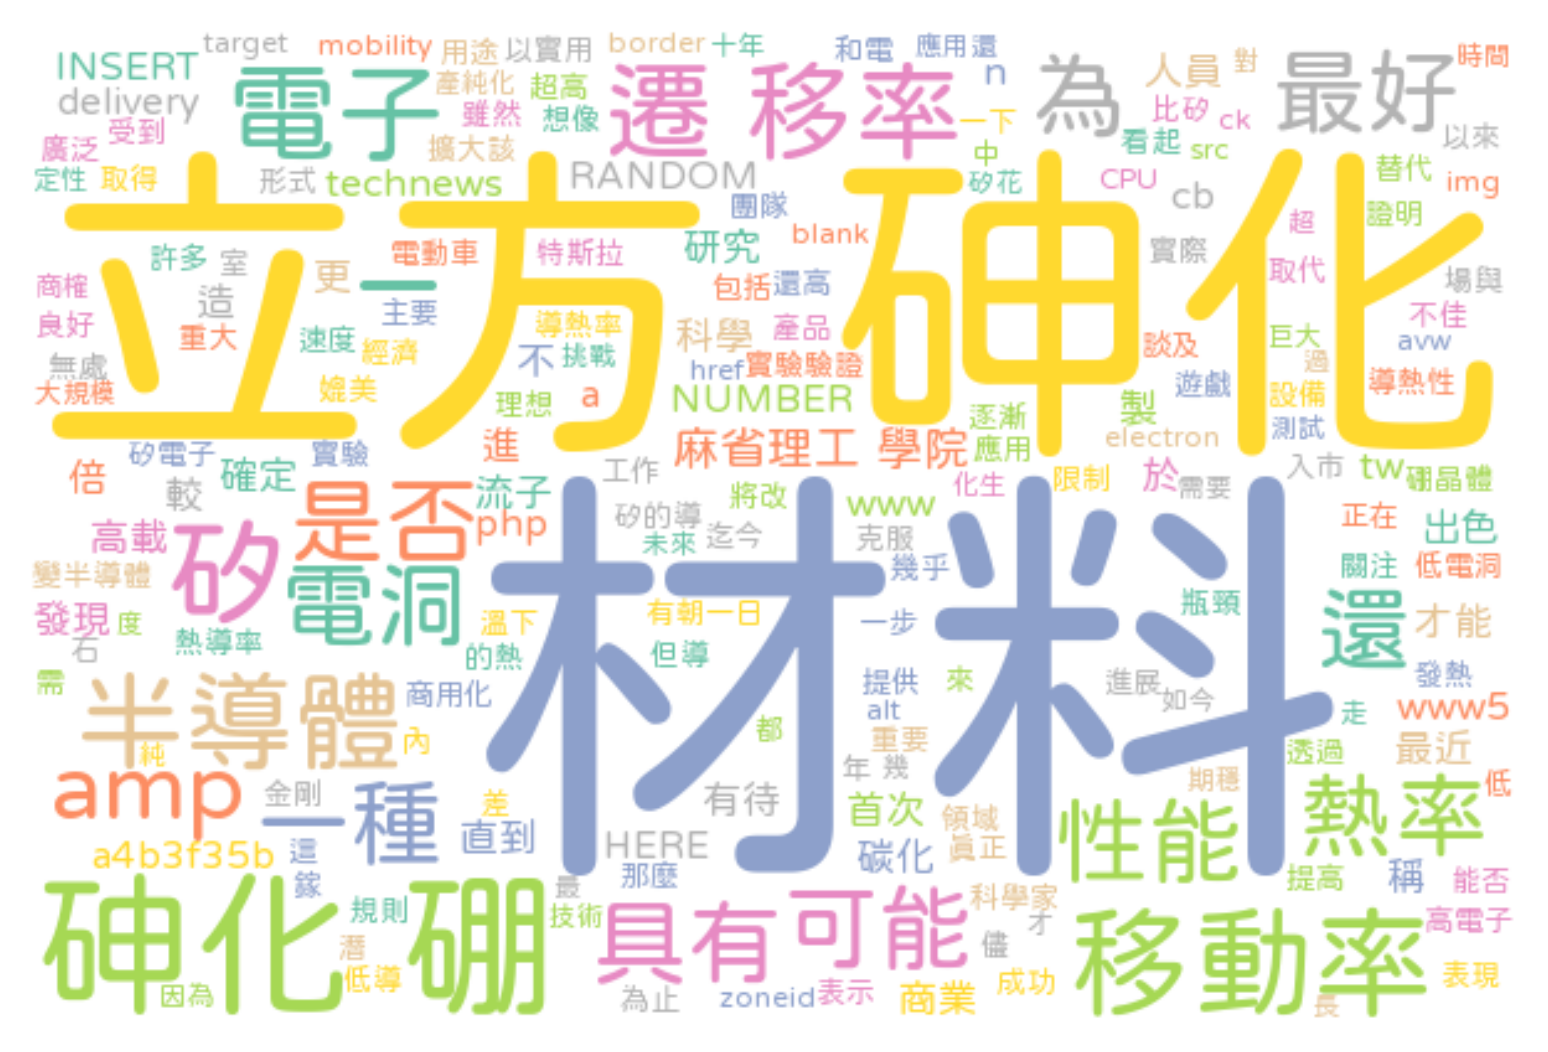 INSERT target mobility 用途 以實用 border 十年 和電 應用還 人員 對 時間
delivery 電子 產純化 超高 遷 移率 n 為 最好
雖然 想像 一下 比矽 ck
廣泛 受到 擴大該 中 看起 src 以來
定性 取得 形式 technews RANDOM 矽花 CPU cb 替代 img
立方 砷化
團隊 證明
許多 室 電動車 特斯拉 研究 blank 實際 超
商榷 造 更 一 包括 還高 取代 場與
良好 主要 導熱率 科學 產品 不佳
重大 速度 經濟 不 挑戰 實驗驗證 談及 巨大 avw
無處 href 過
大規模 媲美 理想 a NUMBER 製 遊戲 設備 導熱性
進 麻省理工 學院 逐漸 應用 electron 測試
倍 矽電子 確定 實驗 工作 化生 限制 於 需要 入市 tw 硼晶體
較 是否 流子 矽的導 將改 www
高載 矽 php 未來 迄今 克服 正在 出色
材料
變半導體 電洞 幾乎 關注 低電洞
發現 度 溫下 有朝一日 一步 瓶頸 還 才能
石 熱導率 的熱 但導
需 半導體 商用化 提供 來 進展 如今 發熱
alt www5 走
純 內 都 重要 透過 最近
amp 金剛 一種 差 有待 年 幾 期穩 熱率 低
直到 首次 領域 性能
a4b3f35b 這 HERE 碳化 真正
鎵 那麼 提高 稱 能否
砷化 硼 規則 最 技術 具有 可能 科學家 才 移動率 高電子
潛 儘
因為 低導 為止 zoneid 表示 商業 成功 長 表現